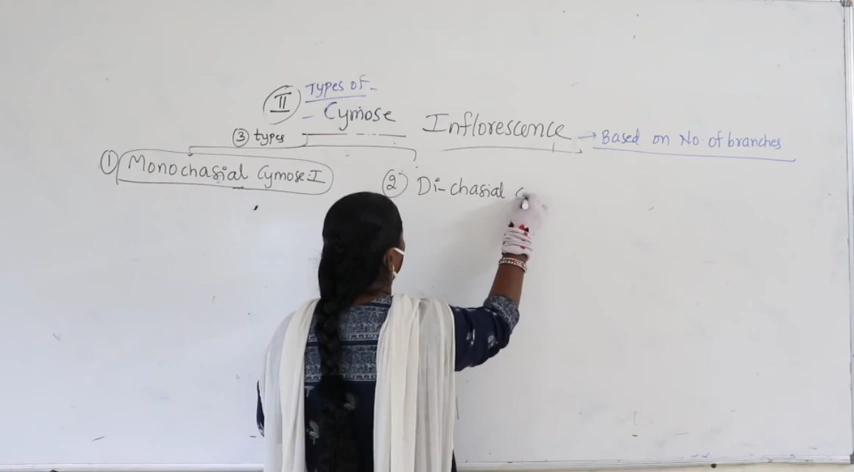 II Types of -
- Cymose Inflorescence → Based on No. of branches
③ types
① Monochasial Cymose I
② Di-chasial C